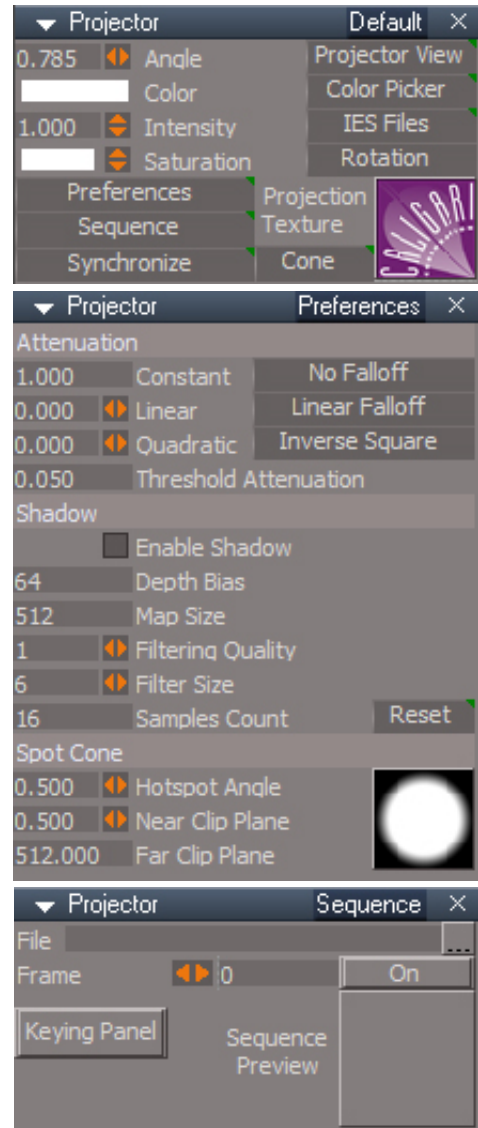 Projector Default ×
0.785 Angle Projector View
Color Color Picker
1.000 Intensity IES Files
Saturation Rotation
Preferences Projection
Sequence Texture
Synchronize Cone CALIGARI
Projector Preferences ×
Attenuation
1.000 Constant No Falloff
0.000 Linear Linear Falloff
0.000 Quadratic Inverse Square
0.050 Threshold Attenuation
Shadow
Enable Shadow
64 Depth Bias
512 Map Size
1 Filtering Quality
6 Filter Size
16 Samples Count Reset
Spot Cone
0.500 Hotspot Angle
0.500 Near Clip Plane
512.000 Far Clip Plane
Projector Sequence ×
File ...
Frame 0 On
Keying Panel Sequence
Preview